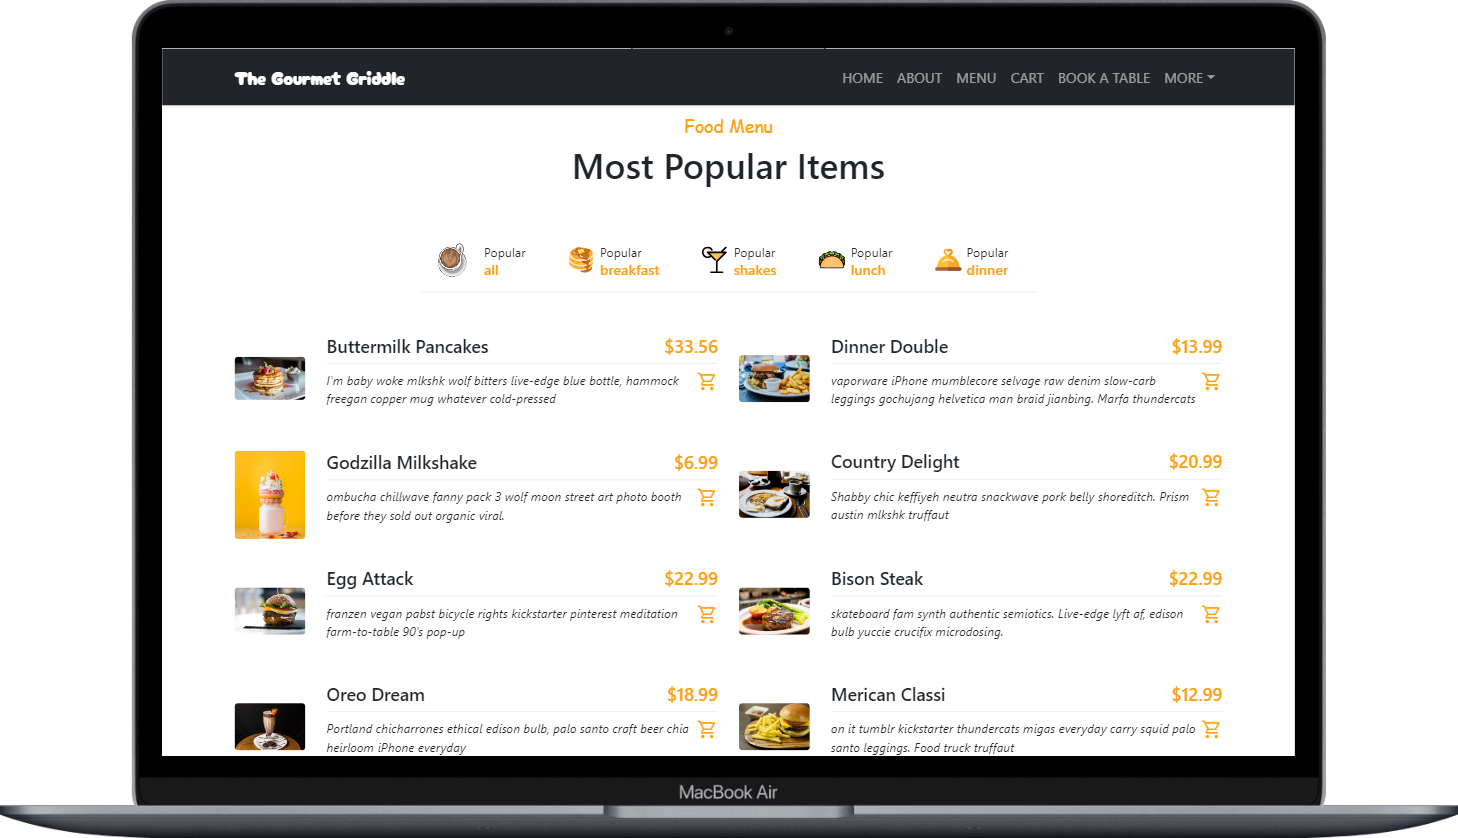 The Gourmet Griddle
HOME ABOUT MENU CART BOOK A TABLE MORE
Food Menu
Most Popular Items
Popular
all
Popular
breakfast
Popular
shakes
Popular
lunch
Popular
dinner
Buttermilk Pancakes $33.56
I'm baby woke mlkshk wolf bitters live-edge blue bottle, hammock
freegan copper mug whatever cold-pressed
Dinner Double $13.99
vaporware iPhone mumblecore selvage raw denim slow-carb
leggings gochujang helvetica man braid jianbing. Marfa thundercats
Godzilla Milkshake $6.99
ombucha chillwave fanny pack 3 wolf moon street art photo booth
before they sold out organic viral.
Country Delight $20.99
Shabby chic keffiyeh neutra snackwave pork belly shoreditch. Prism
austin mlkshk truffaut
Egg Attack $22.99
franzen vegan pabst bicycle rights kickstarter pinterest meditation
farm-to-table 90's pop-up
Bison Steak $22.99
skateboard fam synth authentic semiotics. Live-edge lyft af, edison
bulb yuccie crucifix microdosing.
Oreo Dream $18.99
Portland chicharrones ethical edison bulb, palo santo craft beer chia
heirloom iPhone everyday
Merican Classi $12.99
on it tumblr kickstarter thundercats migas everyday carry squid palo
santo leggings. Food truck truffaut
MacBook Air